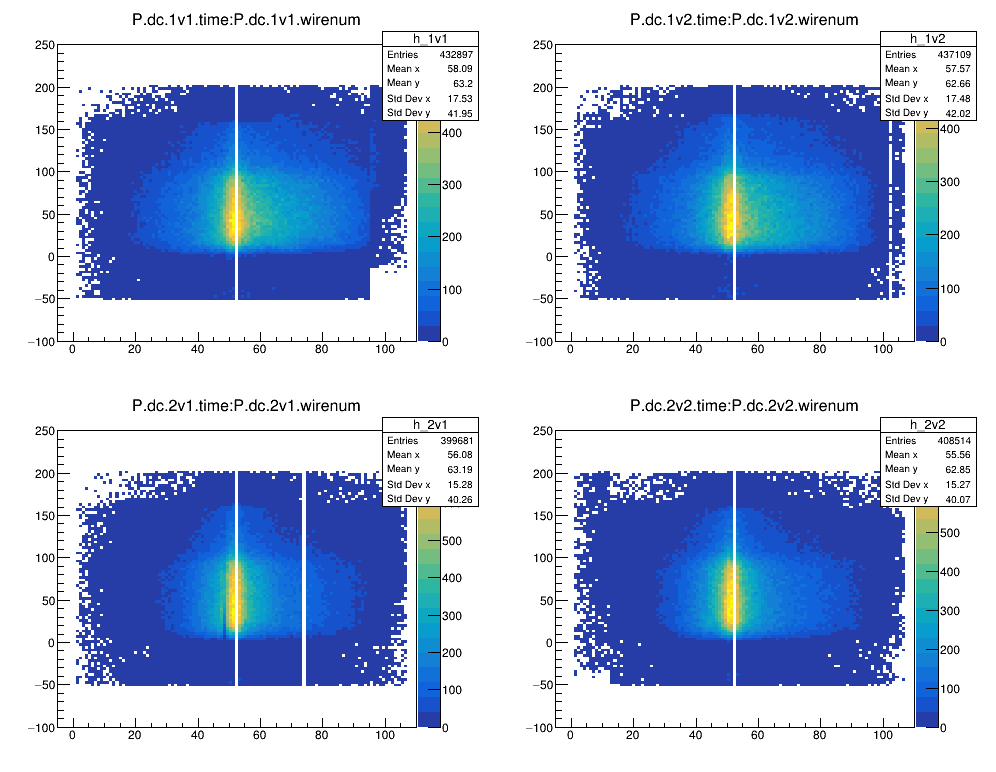 P.dc.1v1.time:P.dc.1v1.wirenum
h_1v1
Entries 432897
Mean x 58.09
Mean y 63.2
Std Dev x 17.53
Std Dev y 41.95
250
200
150
100
50
0
−50
−100
0 20 40 60 80 100
400
300
200
100
0
P.dc.1v2.time:P.dc.1v2.wirenum
h_1v2
Entries 437109
Mean x 57.57
Mean y 62.66
Std Dev x 17.48
Std Dev y 42.02
250
200
150
100
50
0
−50
−100
0 20 40 60 80 100
400
300
200
100
0
P.dc.2v1.time:P.dc.2v1.wirenum
h_2v1
Entries 399681
Mean x 56.08
Mean y 63.19
Std Dev x 15.28
Std Dev y 40.26
250
200
150
100
50
0
−50
−100
0 20 40 60 80 100
500
400
300
200
100
0
P.dc.2v2.time:P.dc.2v2.wirenum
h_2v2
Entries 408514
Mean x 55.56
Mean y 62.85
Std Dev x 15.27
Std Dev y 40.07
250
200
150
100
50
0
−50
−100
0 20 40 60 80 100
500
400
300
200
100
0